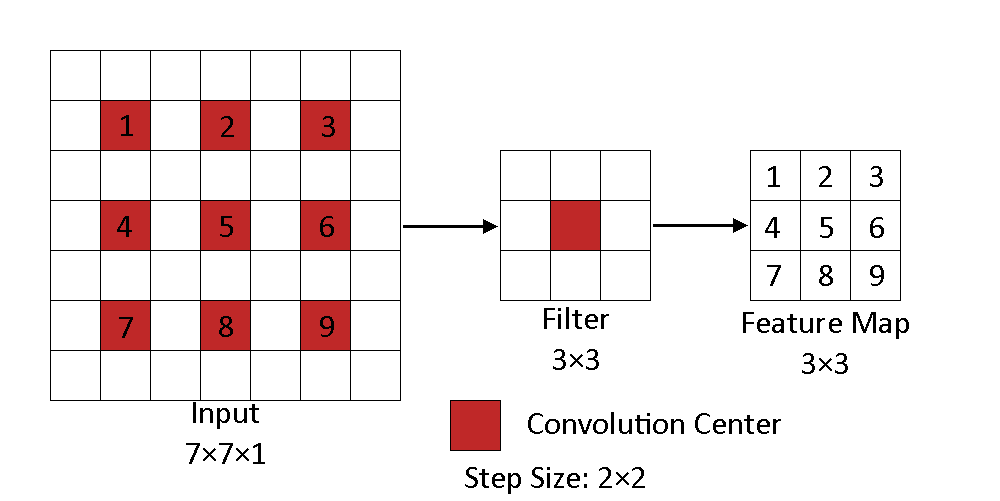 1 2 3
4 5 6
7 8 9
Input
7×7×1
Filter
3×3
1 2 3
4 5 6
7 8 9
Feature Map
3×3
Convolution Center
Step Size: 2×2